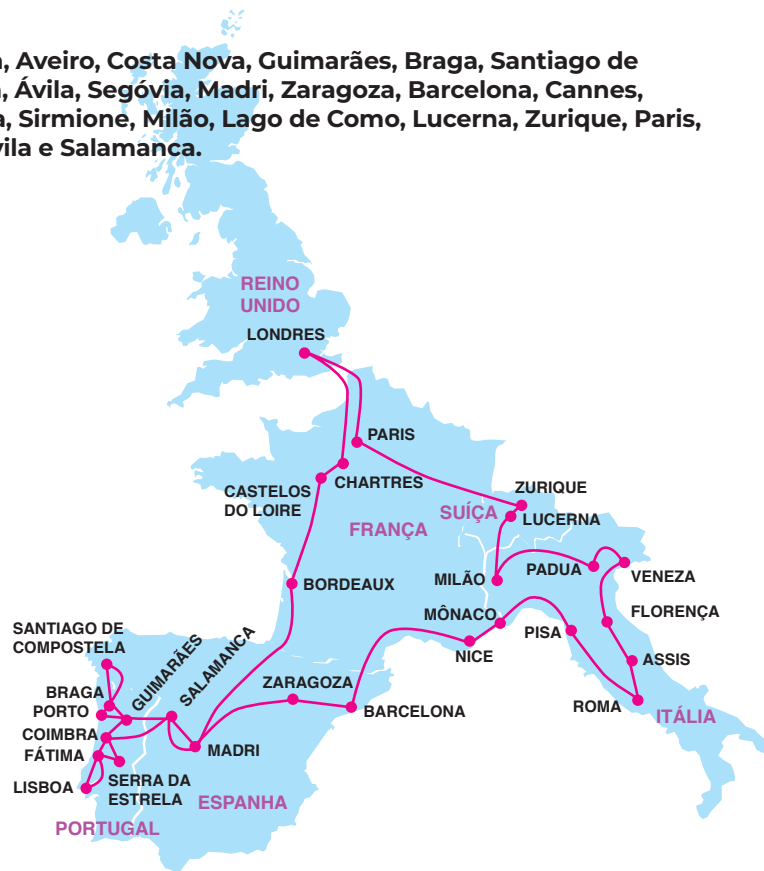 Aveiro, Costa Nova, Guimarães, Braga, Santiago de
Ávila, Segóvia, Madri, Zaragoza, Barcelona, Cannes,
Sirmione, Milão, Lago de Como, Lucerna, Zurique, Paris,
e Salamanca.
REINO
UNIDO
LONDRES
PARIS
CHARTRES
CASTELOS
DO LOIRE
FRANÇA
ZURIQUE
SUÍÇA
LUCERNA
BORDEAUX
MILÃO
PADUA
VENEZA
MÔNACO
FLORENÇA
PISA
NICE
ASSIS
ROMA
ITÁLIA
SANTIAGO DE
COMPOSTELA
GUIMARÃES
SALAMANCA
ZARAGOZA
BARCELONA
BRAGA
PORTO
COIMBRA
FÁTIMA
MADRI
LISBOA
SERRA DA
ESTRELA
ESPANHA
PORTUGAL